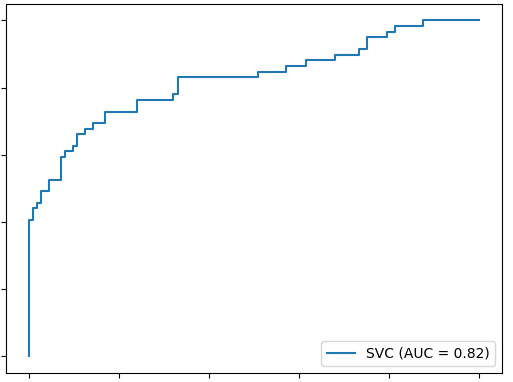 SVC (AUC = 0.82)